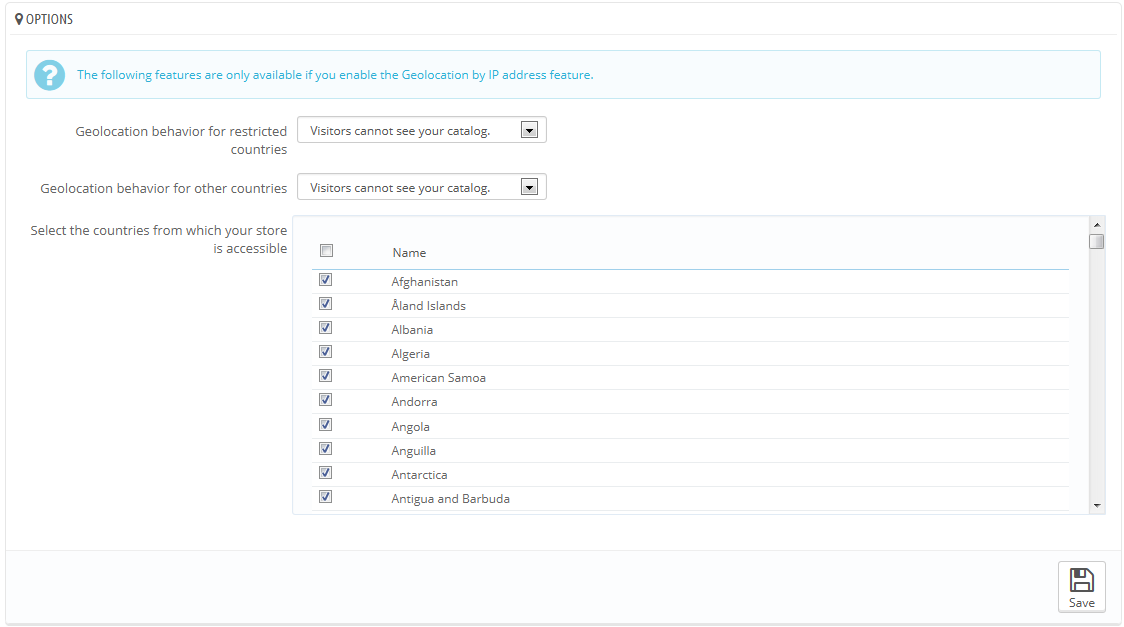 OPTIONS
The following features are only available if you enable the Geolocation by IP address feature.
Geolocation behavior for restricted
countries
Visitors cannot see your catalog.
Geolocation behavior for other countries
Visitors cannot see your catalog.
Select the countries from which your store
is accessible
Name
Afghanistan
Åland Islands
Albania
Algeria
American Samoa
Andorra
Angola
Anguilla
Antarctica
Antigua and Barbuda
Save